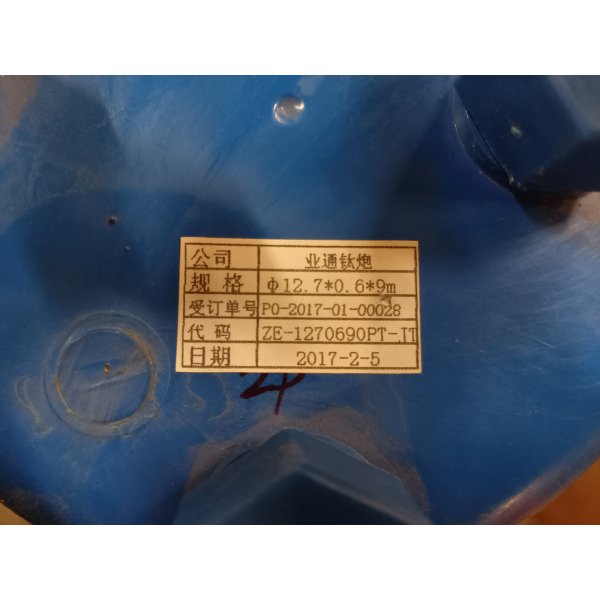 公司 业通钛炮
规格 φ12.7*0.6*9m
受订单号 PO-2017-01-00028
代码 ZE-1270690PT-JT
日期 2017-2-5